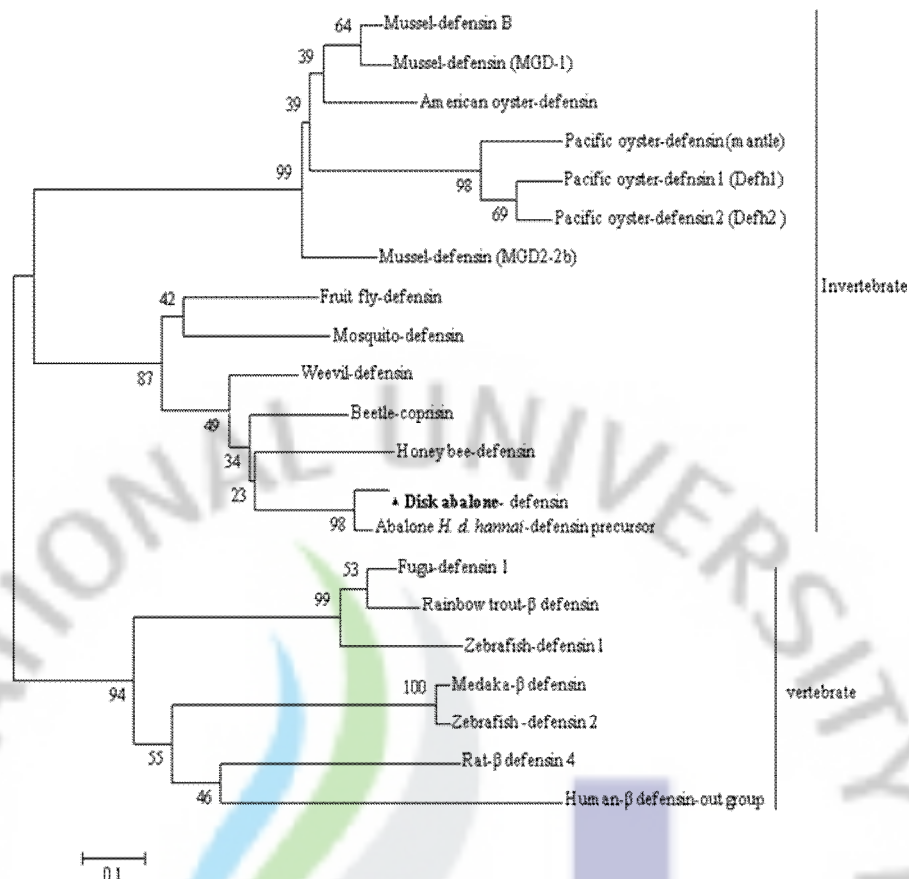 64
Mussel-defensin B
39
Mussel-defensin (MGD-1)
American oyster-defensin
39
Pacific oyster-defensin(mantle)
99
98
Pacific oyster-defnsin1 (Defh1)
69
Pacific oyster-defensin2 (Defh2 )
Mussel-defensin (MGD2-2b)
Invertebrate
42
Fruit fly-defensin
Mosquito-defensin
87
Weevil-defensin
49
Beetle-coprisin
34
Honey bee-defensin
23
Disk abalone- defensin
98
Abalone H. d. hannai-defensin precursor
53
Fugu-defensin 1
99
Rainbow trout-β defensin
Zebrafish-defensin1
94
100
Medaka-β defensin
vertebrate
Zebrafish -defensin 2
55
Rat-β defensin 4
46
Human-β defensin-out group
0.1
NATIONAL UNIVERSITY